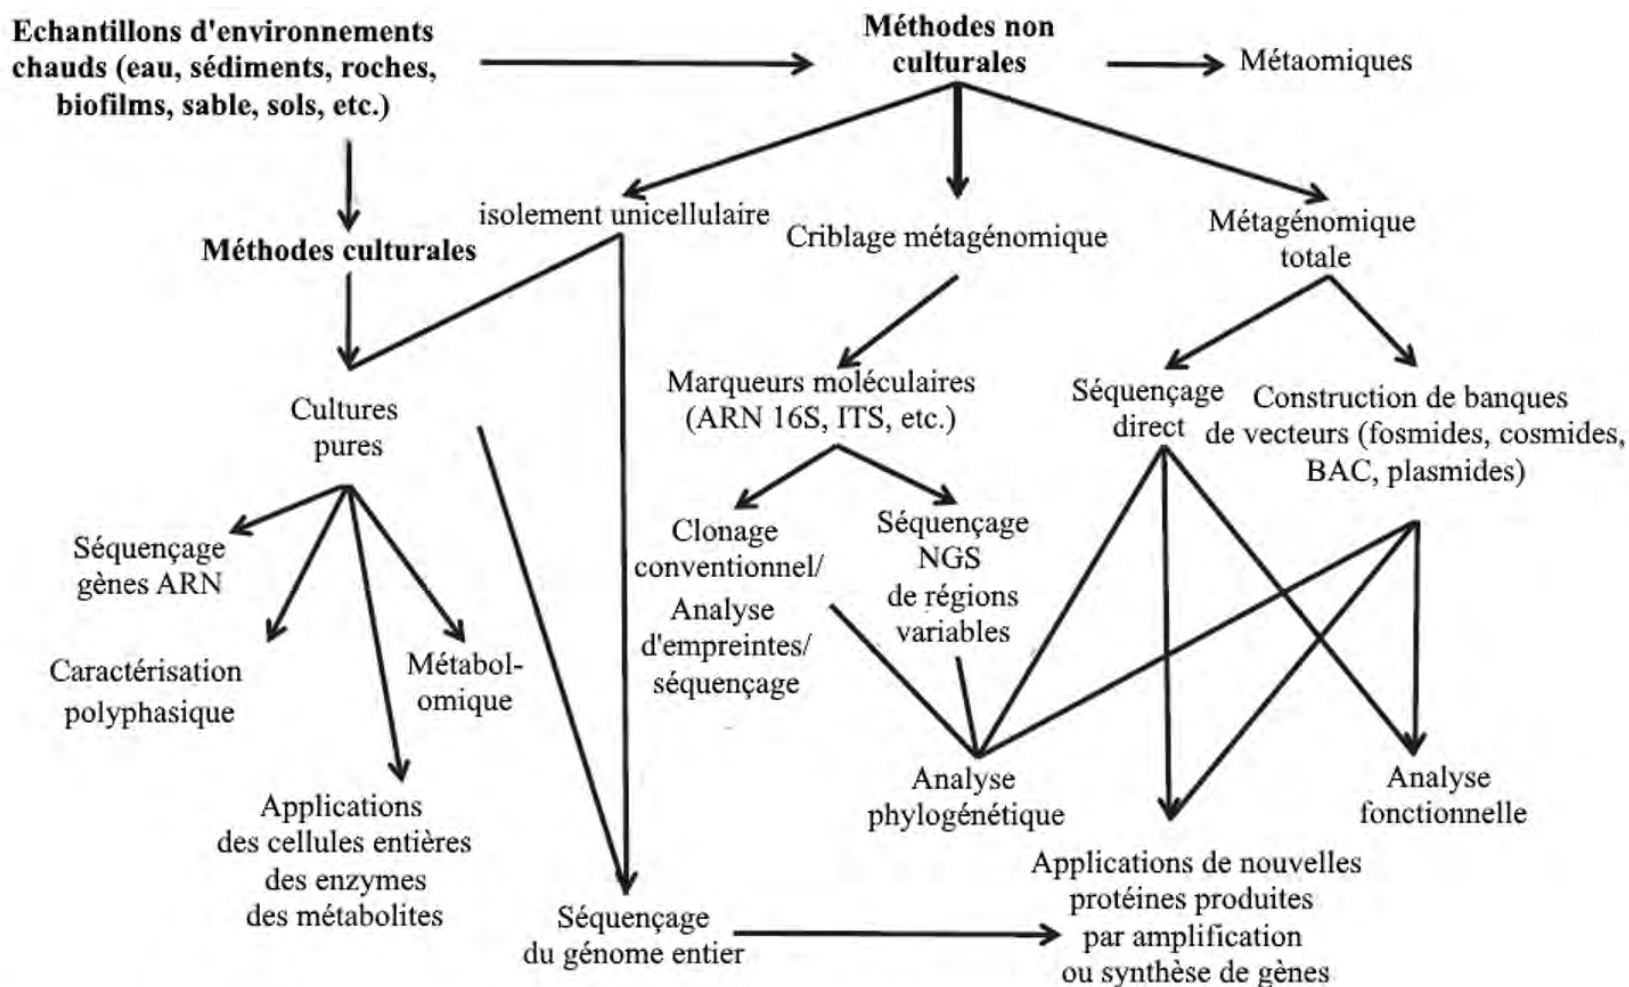 Echantillons d'environnements
chauds (eau, sédiments, roches,
biofilms, sable, sols, etc.)
Méthodes non
culturales
Métaomiques
Méthodes culturales
isolement unicellulaire
Criblage métagénomique
Métagénomique
totale
Cultures
pures
Marqueurs moléculaires
(ARN 16S, ITS, etc.)
Séquençage
direct
Construction de banques
de vecteurs (fosmides, cosmides,
BAC, plasmides)
Séquençage
gènes ARN
Caractérisation
polyphasique
Métabol-
omique
Applications
des cellules entières
des enzymes
des métabolites
Clonage
conventionnel/
Analyse
d'empreintes/
séquençage
Séquençage
NGS
de régions
variables
Analyse
phylogénétique
Analyse
fonctionnelle
Séquençage
du génome entier
Applications de nouvelles
protéines produites
par amplification
ou synthèse de gènes